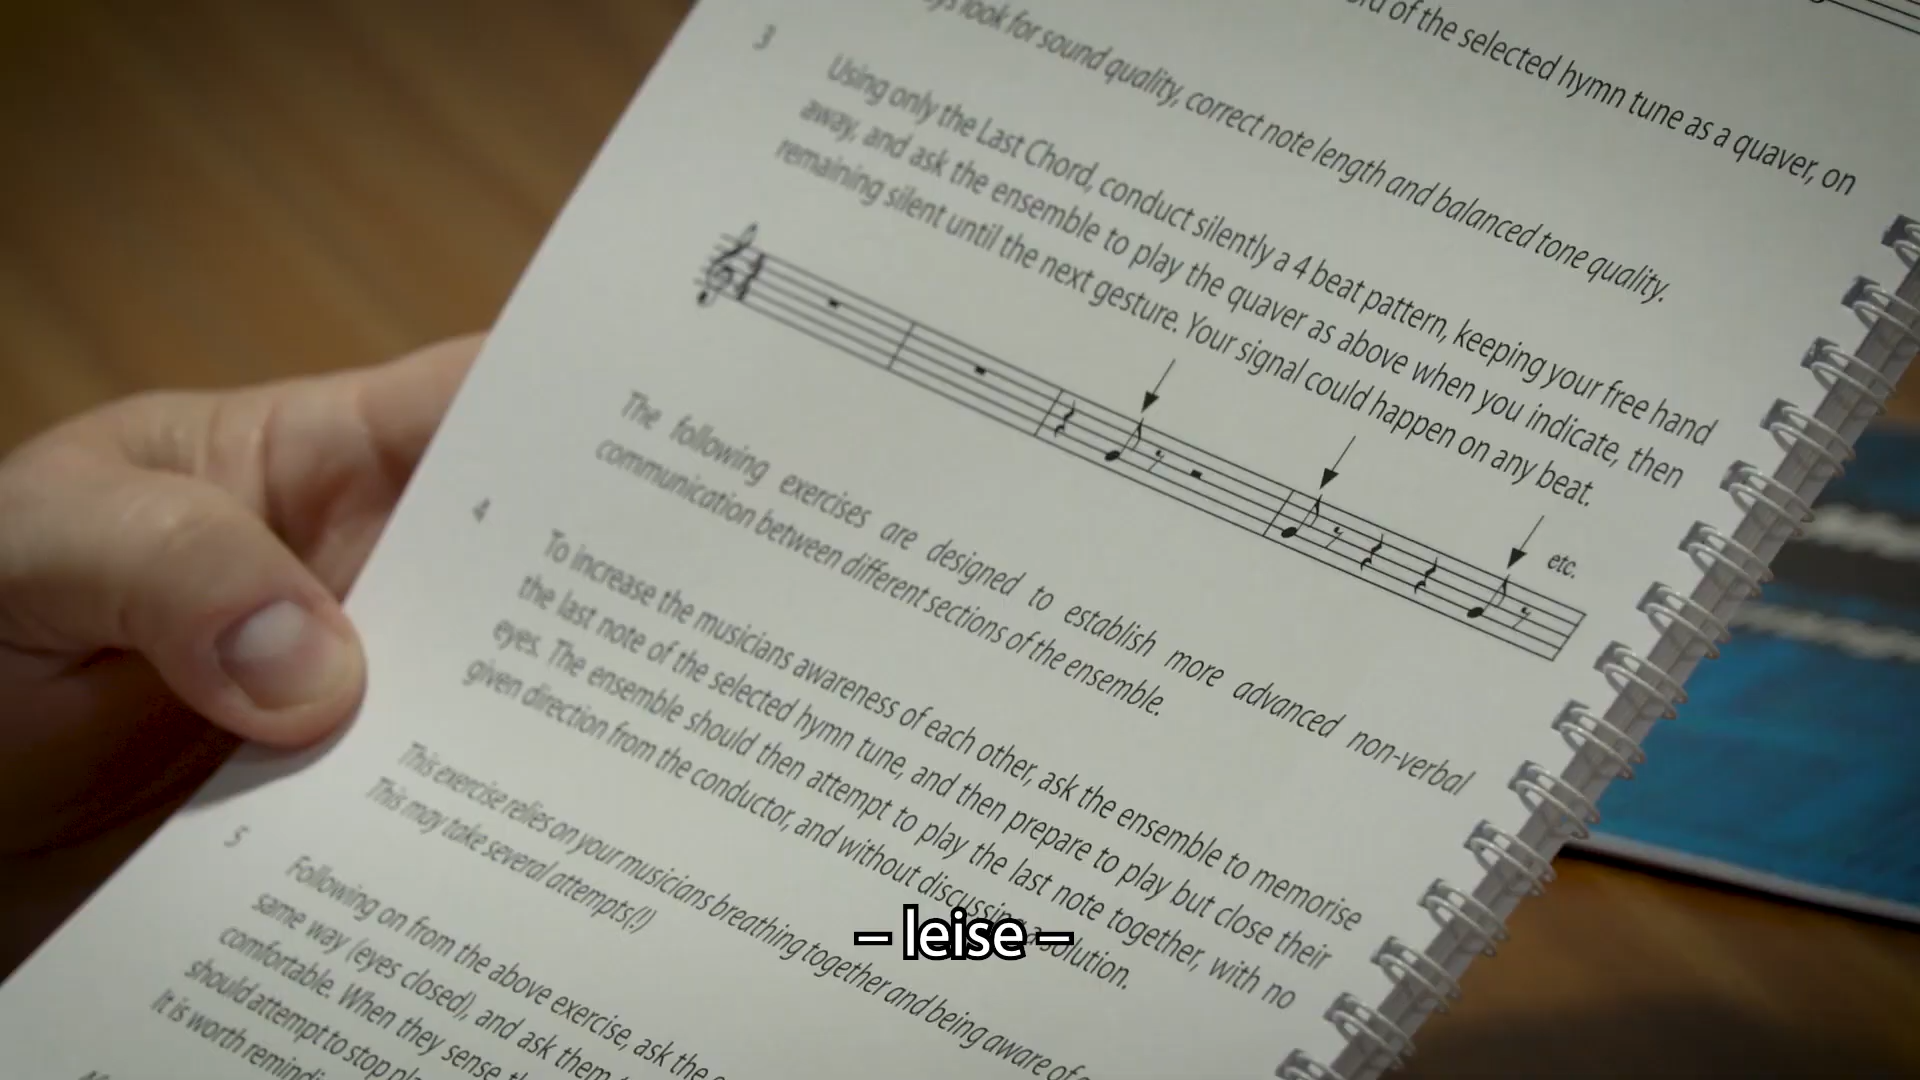 ord of the selected hymn tune as a quaver, on
look for sound quality, correct note length and balanced tone quality.
3
Using only the Last Chord, conduct silently a 4 beat pattern, keeping your free hand
away, and ask the ensemble to play the quaver as above when you indicate, then
remaining silent until the next gesture. Your signal could happen on any beat.
etc.
The following exercises are designed to establish more advanced non-verbal
communication between different sections of the ensemble.
4
To increase the musicians awareness of each other, ask the ensemble to memorise
the last note of the selected hymn tune, and then prepare to play but close their
eyes. The ensemble should then attempt to play the last note together, with no
given direction from the conductor, and without discussing a solution.
This exercise relies on your musicians breathing together and being aware of
This may take several attempts(!)
5
Following on from the above exercise, ask the
same way (eyes closed), and ask them
comfortable. When they sense
should attempt to stop
It is worth
– leise –